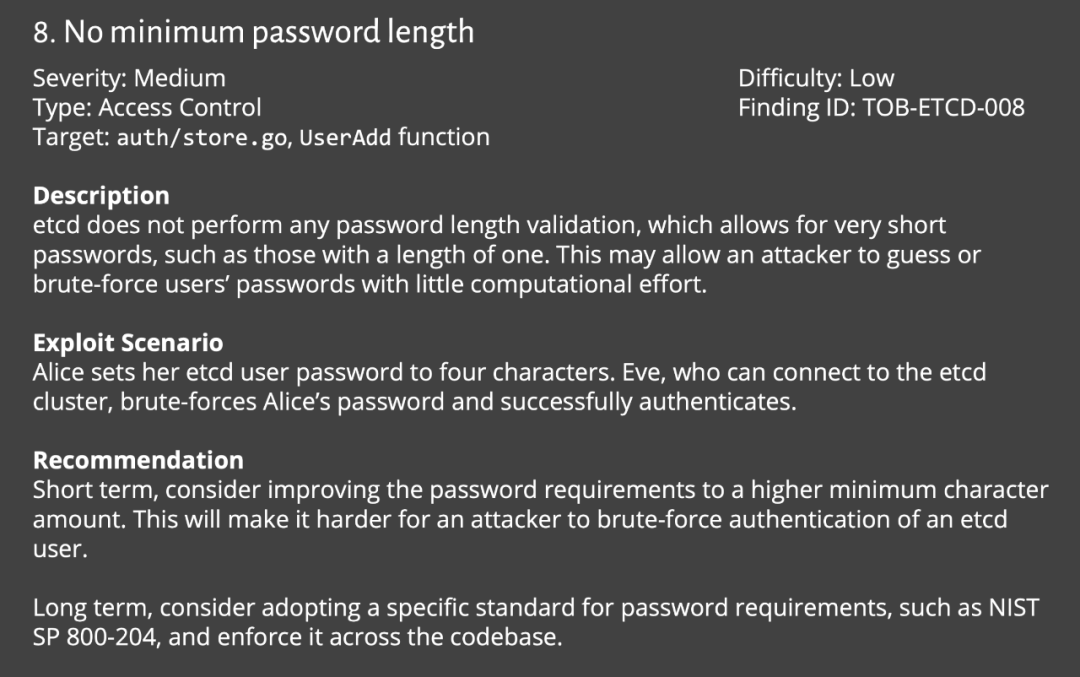 8. No minimum password length
Severity: Medium
Difficulty: Low
Type: Access Control
Finding ID: TOB-ETCD-008
Target: auth/store.go, UserAdd function
Description
etcd does not perform any password length validation, which allows for very short
passwords, such as those with a length of one. This may allow an attacker to guess or
brute-force users’ passwords with little computational effort.
Exploit Scenario
Alice sets her etcd user password to four characters. Eve, who can connect to the etcd
cluster, brute-forces Alice’s password and successfully authenticates.
Recommendation
Short term, consider improving the password requirements to a higher minimum character
amount. This will make it harder for an attacker to brute-force authentication of an etcd
user.
Long term, consider adopting a specific standard for password requirements, such as NIST
SP 800-204, and enforce it across the codebase.